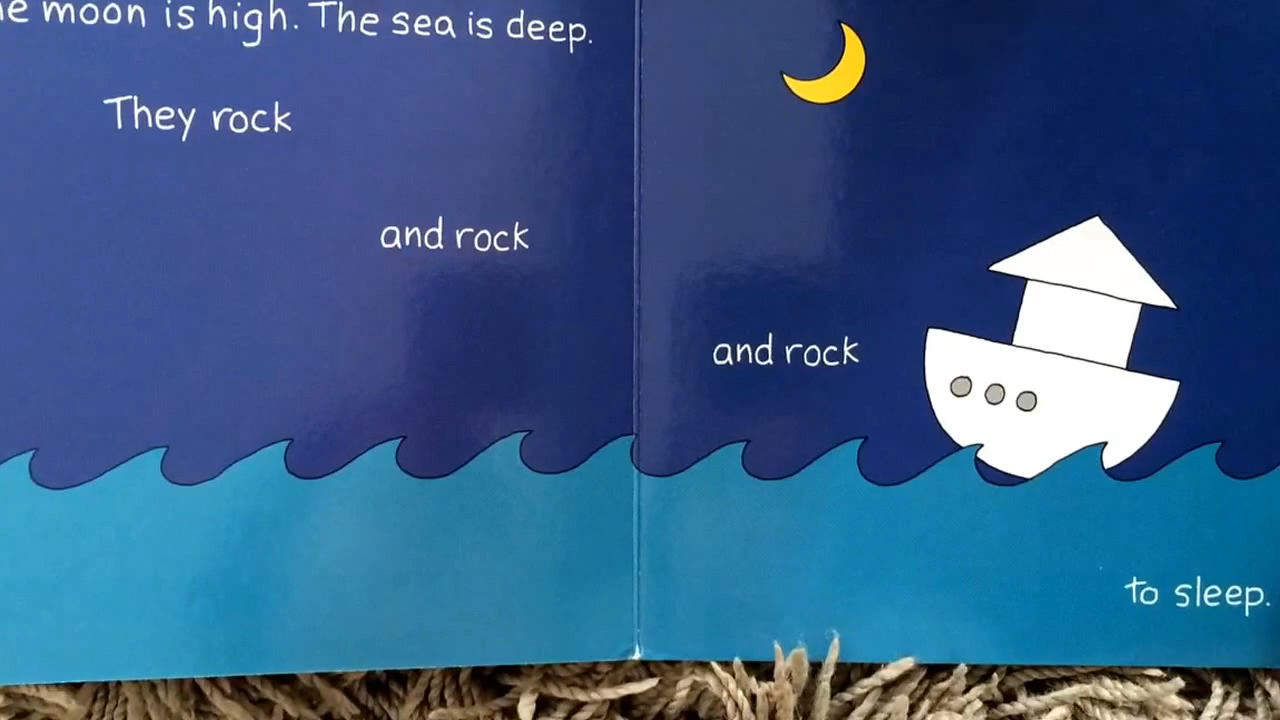 e moon is high. The sea is deep.
They rock
and rock
and rock
to sleep.